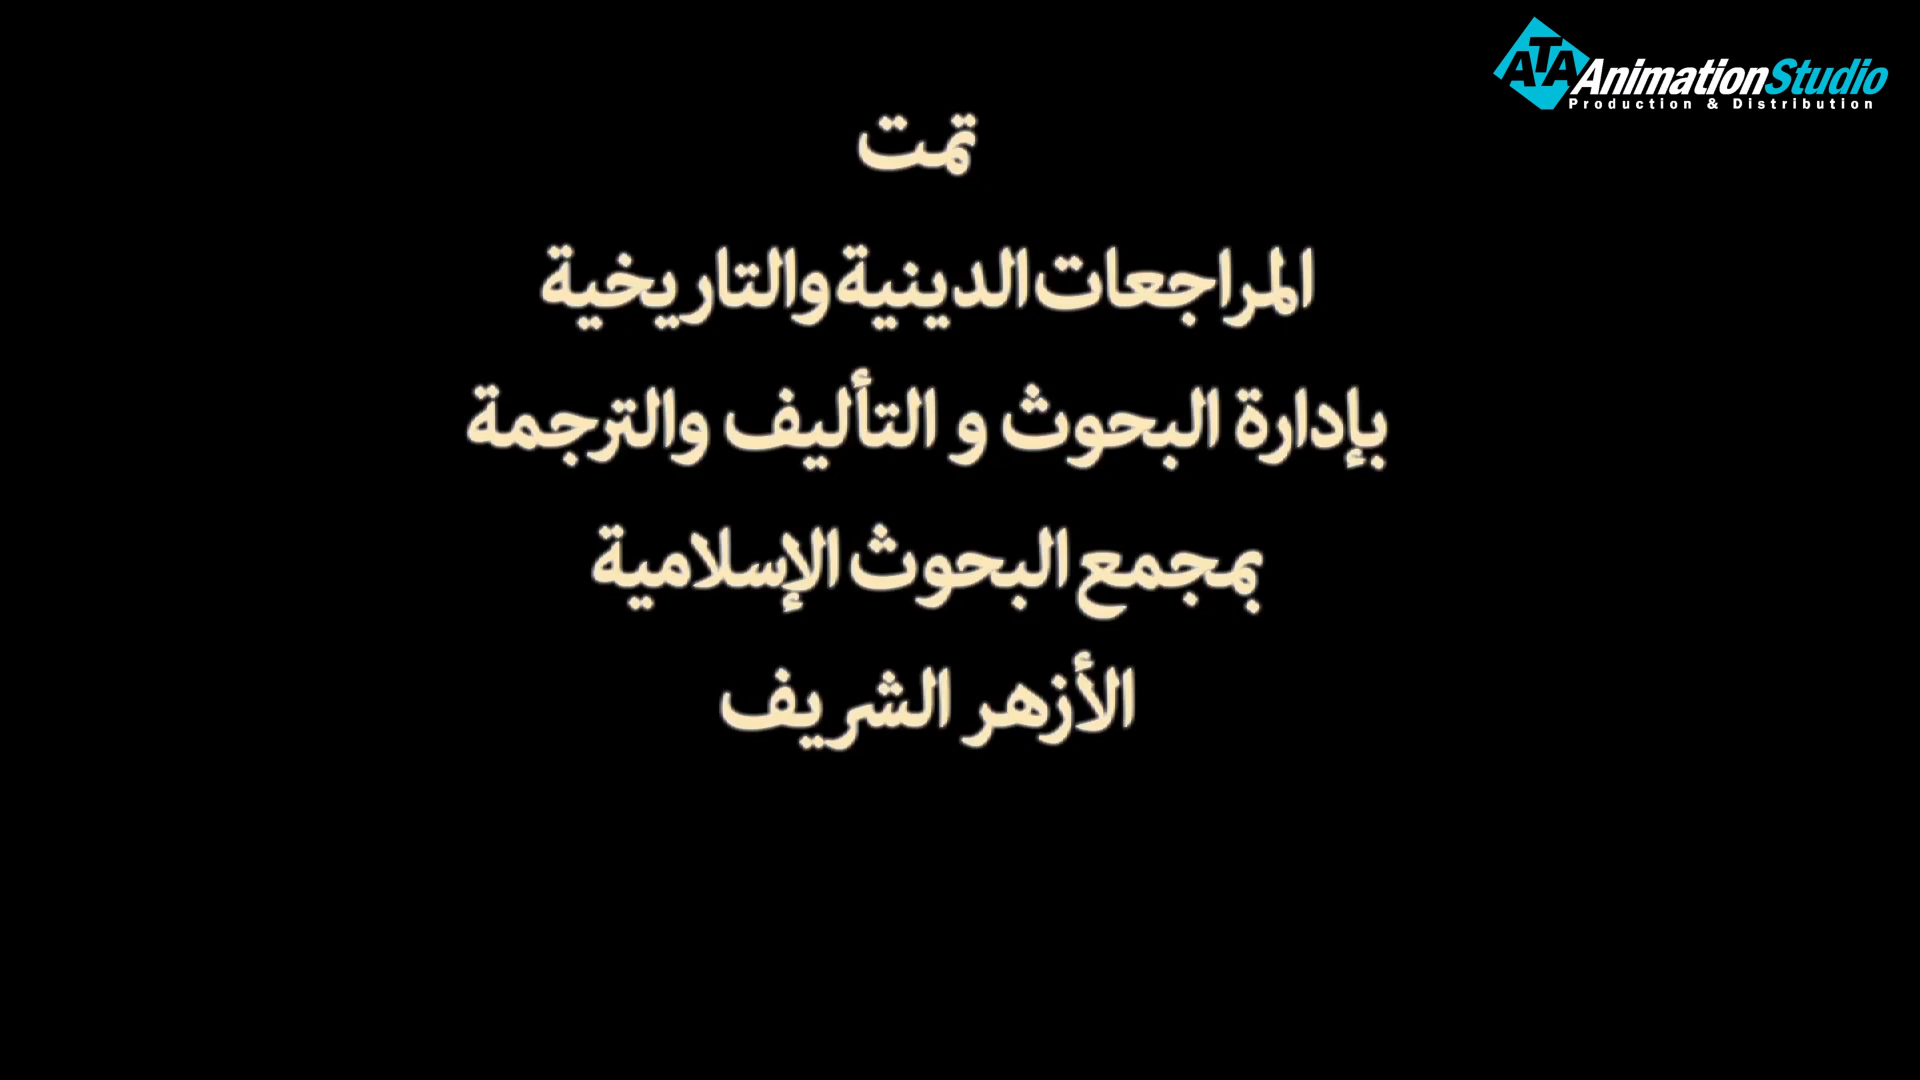 ATA AnimationStudio
Production & Distribution
تمت
المراجعات الدينية والتاريخية
بإدارة البحوث و التأليف والترجمة
بمجمع البحوث الإسلامية
الأزهر الشريف